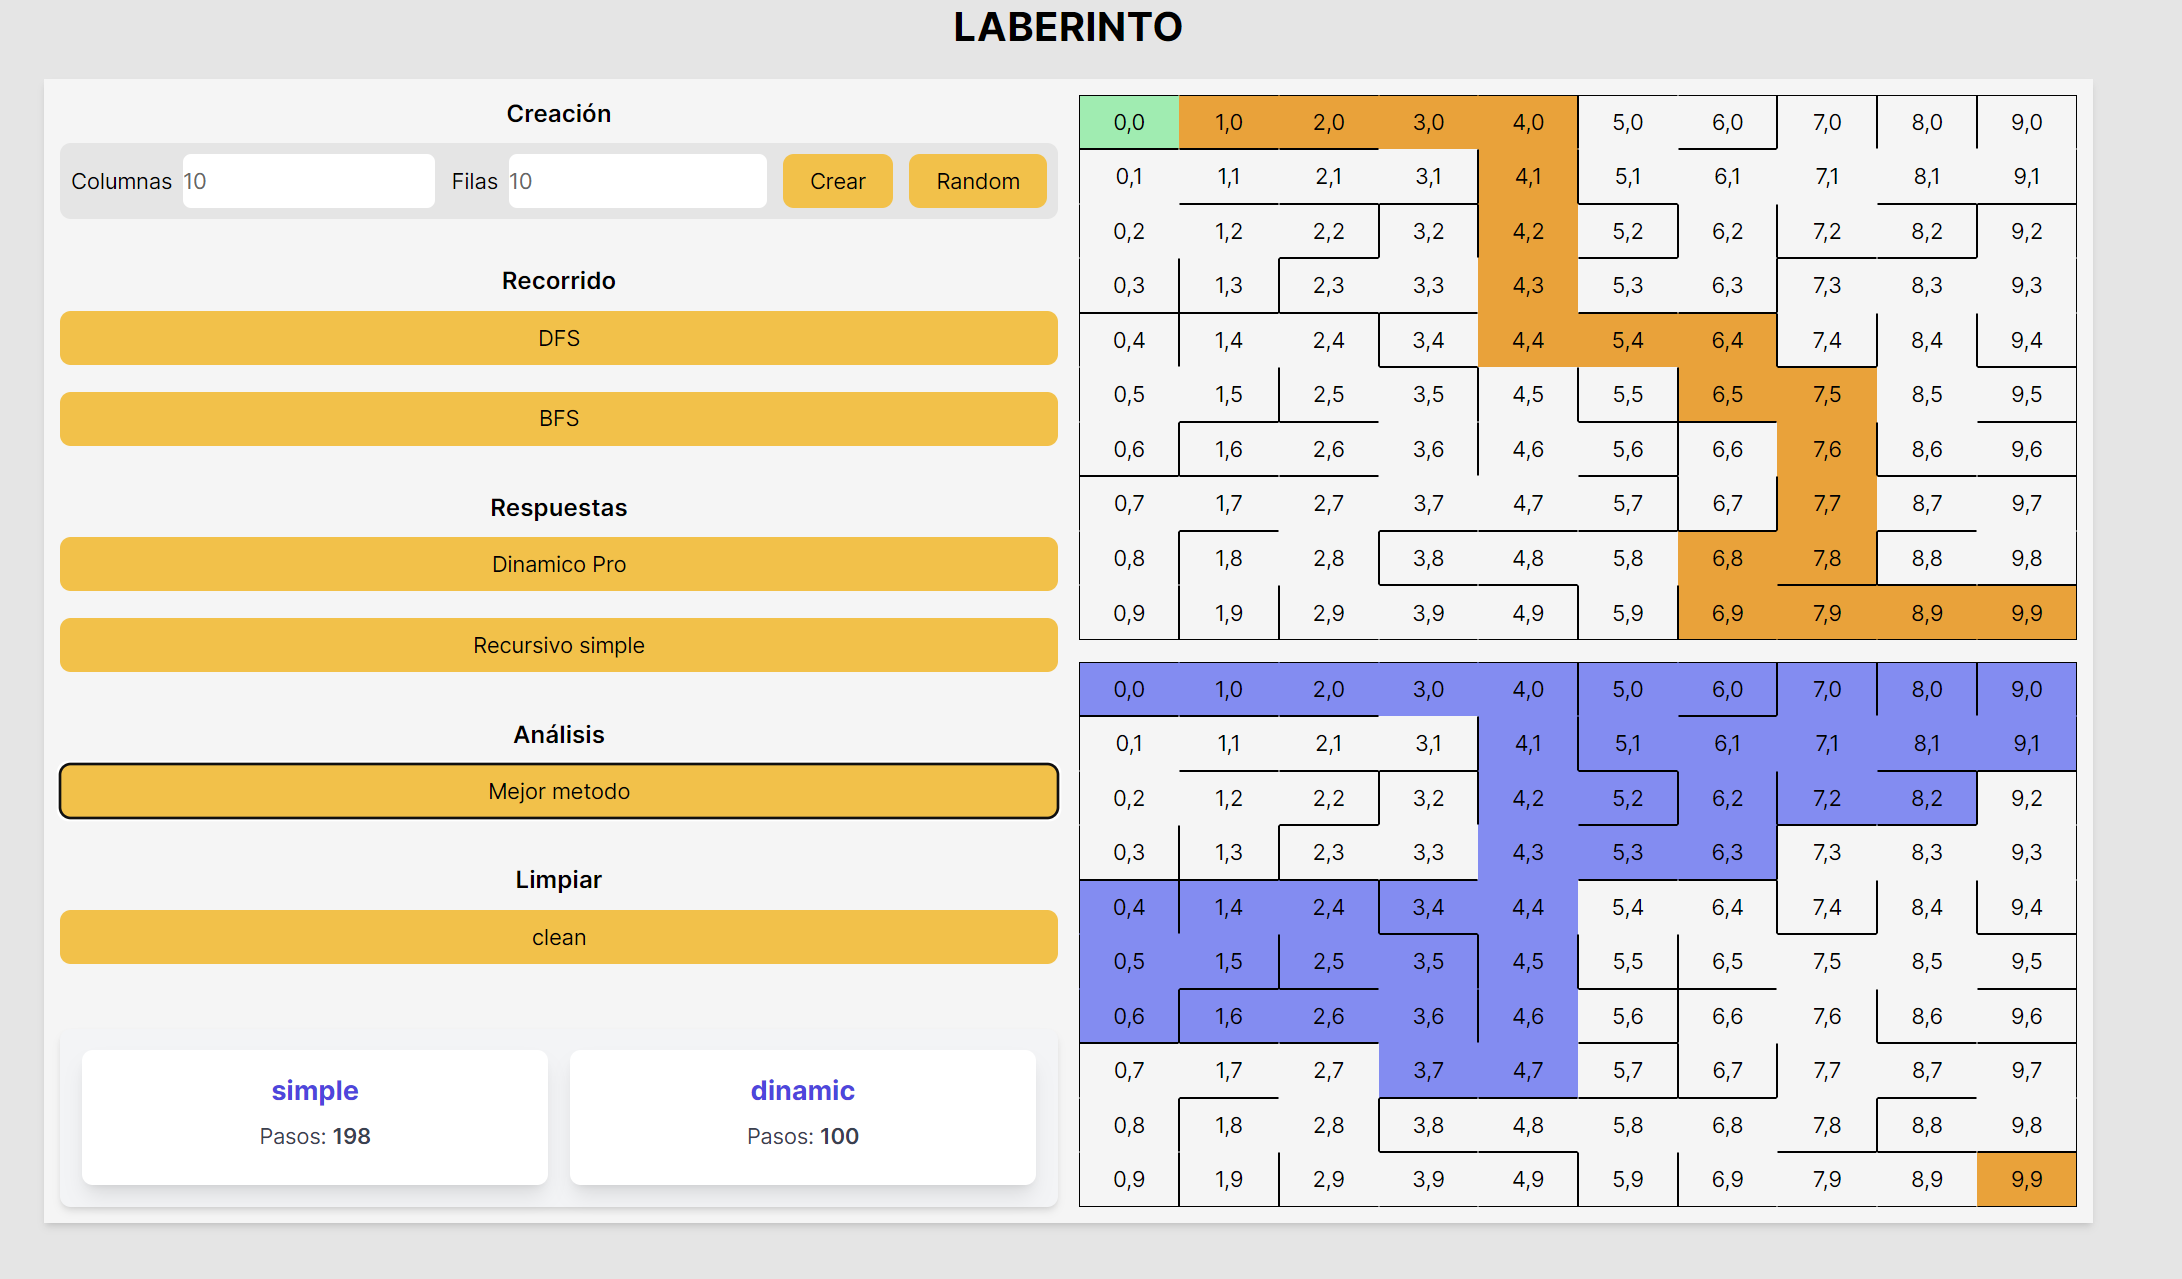 LABERINTO
Creación
Columnas 10 Filas 10 Crear Random
Recorrido
DFS
BFS
Respuestas
Dinamico Pro
Recursivo simple
Análisis
Mejor metodo
Limpiar
clean
simple
Pasos: 198
dinamic
Pasos: 100
0,0 1,0 2,0 3,0 4,0 5,0 6,0 7,0 8,0 9,0
0,1 1,1 2,1 3,1 4,1 5,1 6,1 7,1 8,1 9,1
0,2 1,2 2,2 3,2 4,2 5,2 6,2 7,2 8,2 9,2
0,3 1,3 2,3 3,3 4,3 5,3 6,3 7,3 8,3 9,3
0,4 1,4 2,4 3,4 4,4 5,4 6,4 7,4 8,4 9,4
0,5 1,5 2,5 3,5 4,5 5,5 6,5 7,5 8,5 9,5
0,6 1,6 2,6 3,6 4,6 5,6 6,6 7,6 8,6 9,6
0,7 1,7 2,7 3,7 4,7 5,7 6,7 7,7 8,7 9,7
0,8 1,8 2,8 3,8 4,8 5,8 6,8 7,8 8,8 9,8
0,9 1,9 2,9 3,9 4,9 5,9 6,9 7,9 8,9 9,9
0,0 1,0 2,0 3,0 4,0 5,0 6,0 7,0 8,0 9,0
0,1 1,1 2,1 3,1 4,1 5,1 6,1 7,1 8,1 9,1
0,2 1,2 2,2 3,2 4,2 5,2 6,2 7,2 8,2 9,2
0,3 1,3 2,3 3,3 4,3 5,3 6,3 7,3 8,3 9,3
0,4 1,4 2,4 3,4 4,4 5,4 6,4 7,4 8,4 9,4
0,5 1,5 2,5 3,5 4,5 5,5 6,5 7,5 8,5 9,5
0,6 1,6 2,6 3,6 4,6 5,6 6,6 7,6 8,6 9,6
0,7 1,7 2,7 3,7 4,7 5,7 6,7 7,7 8,7 9,7
0,8 1,8 2,8 3,8 4,8 5,8 6,8 7,8 8,8 9,8
0,9 1,9 2,9 3,9 4,9 5,9 6,9 7,9 8,9 9,9